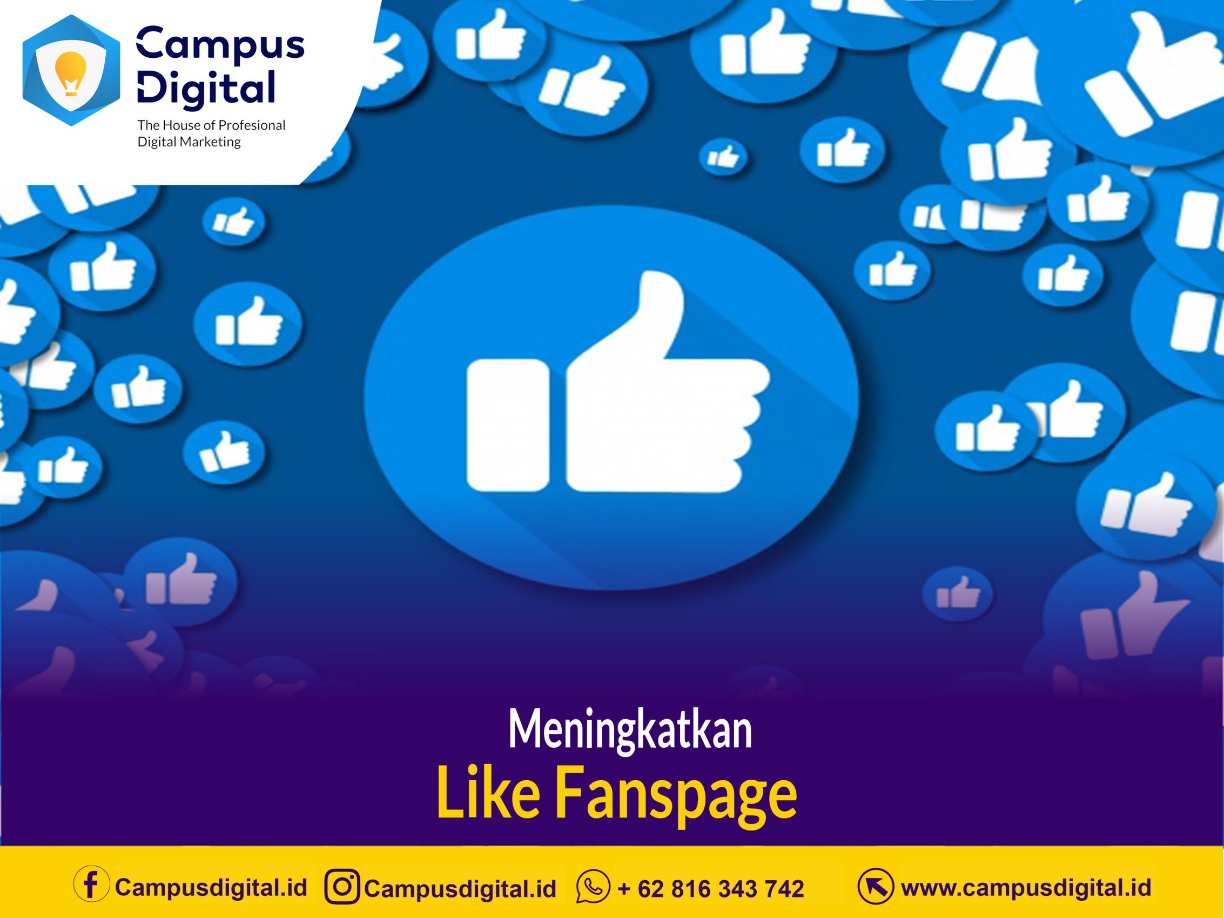 Campus
Digital
The House of Profesional
Digital Marketing
Meningkatkan
Like Fanspage
Campusdigital.id Campusdigital.id + 62 816 343 742 www.campusdigital.id